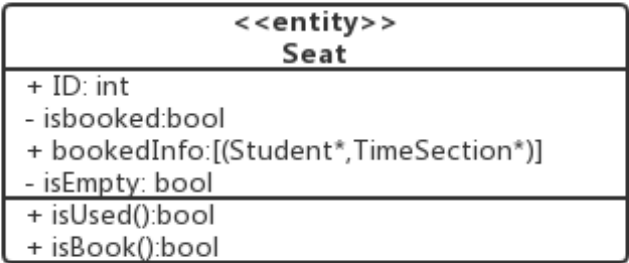 <<entity>>
Seat
+ ID: int
- isbooked:bool
+ bookedInfo:[(Student*,TimeSection*)]
- isEmpty: bool
+ isUsed():bool
+ isBook():bool